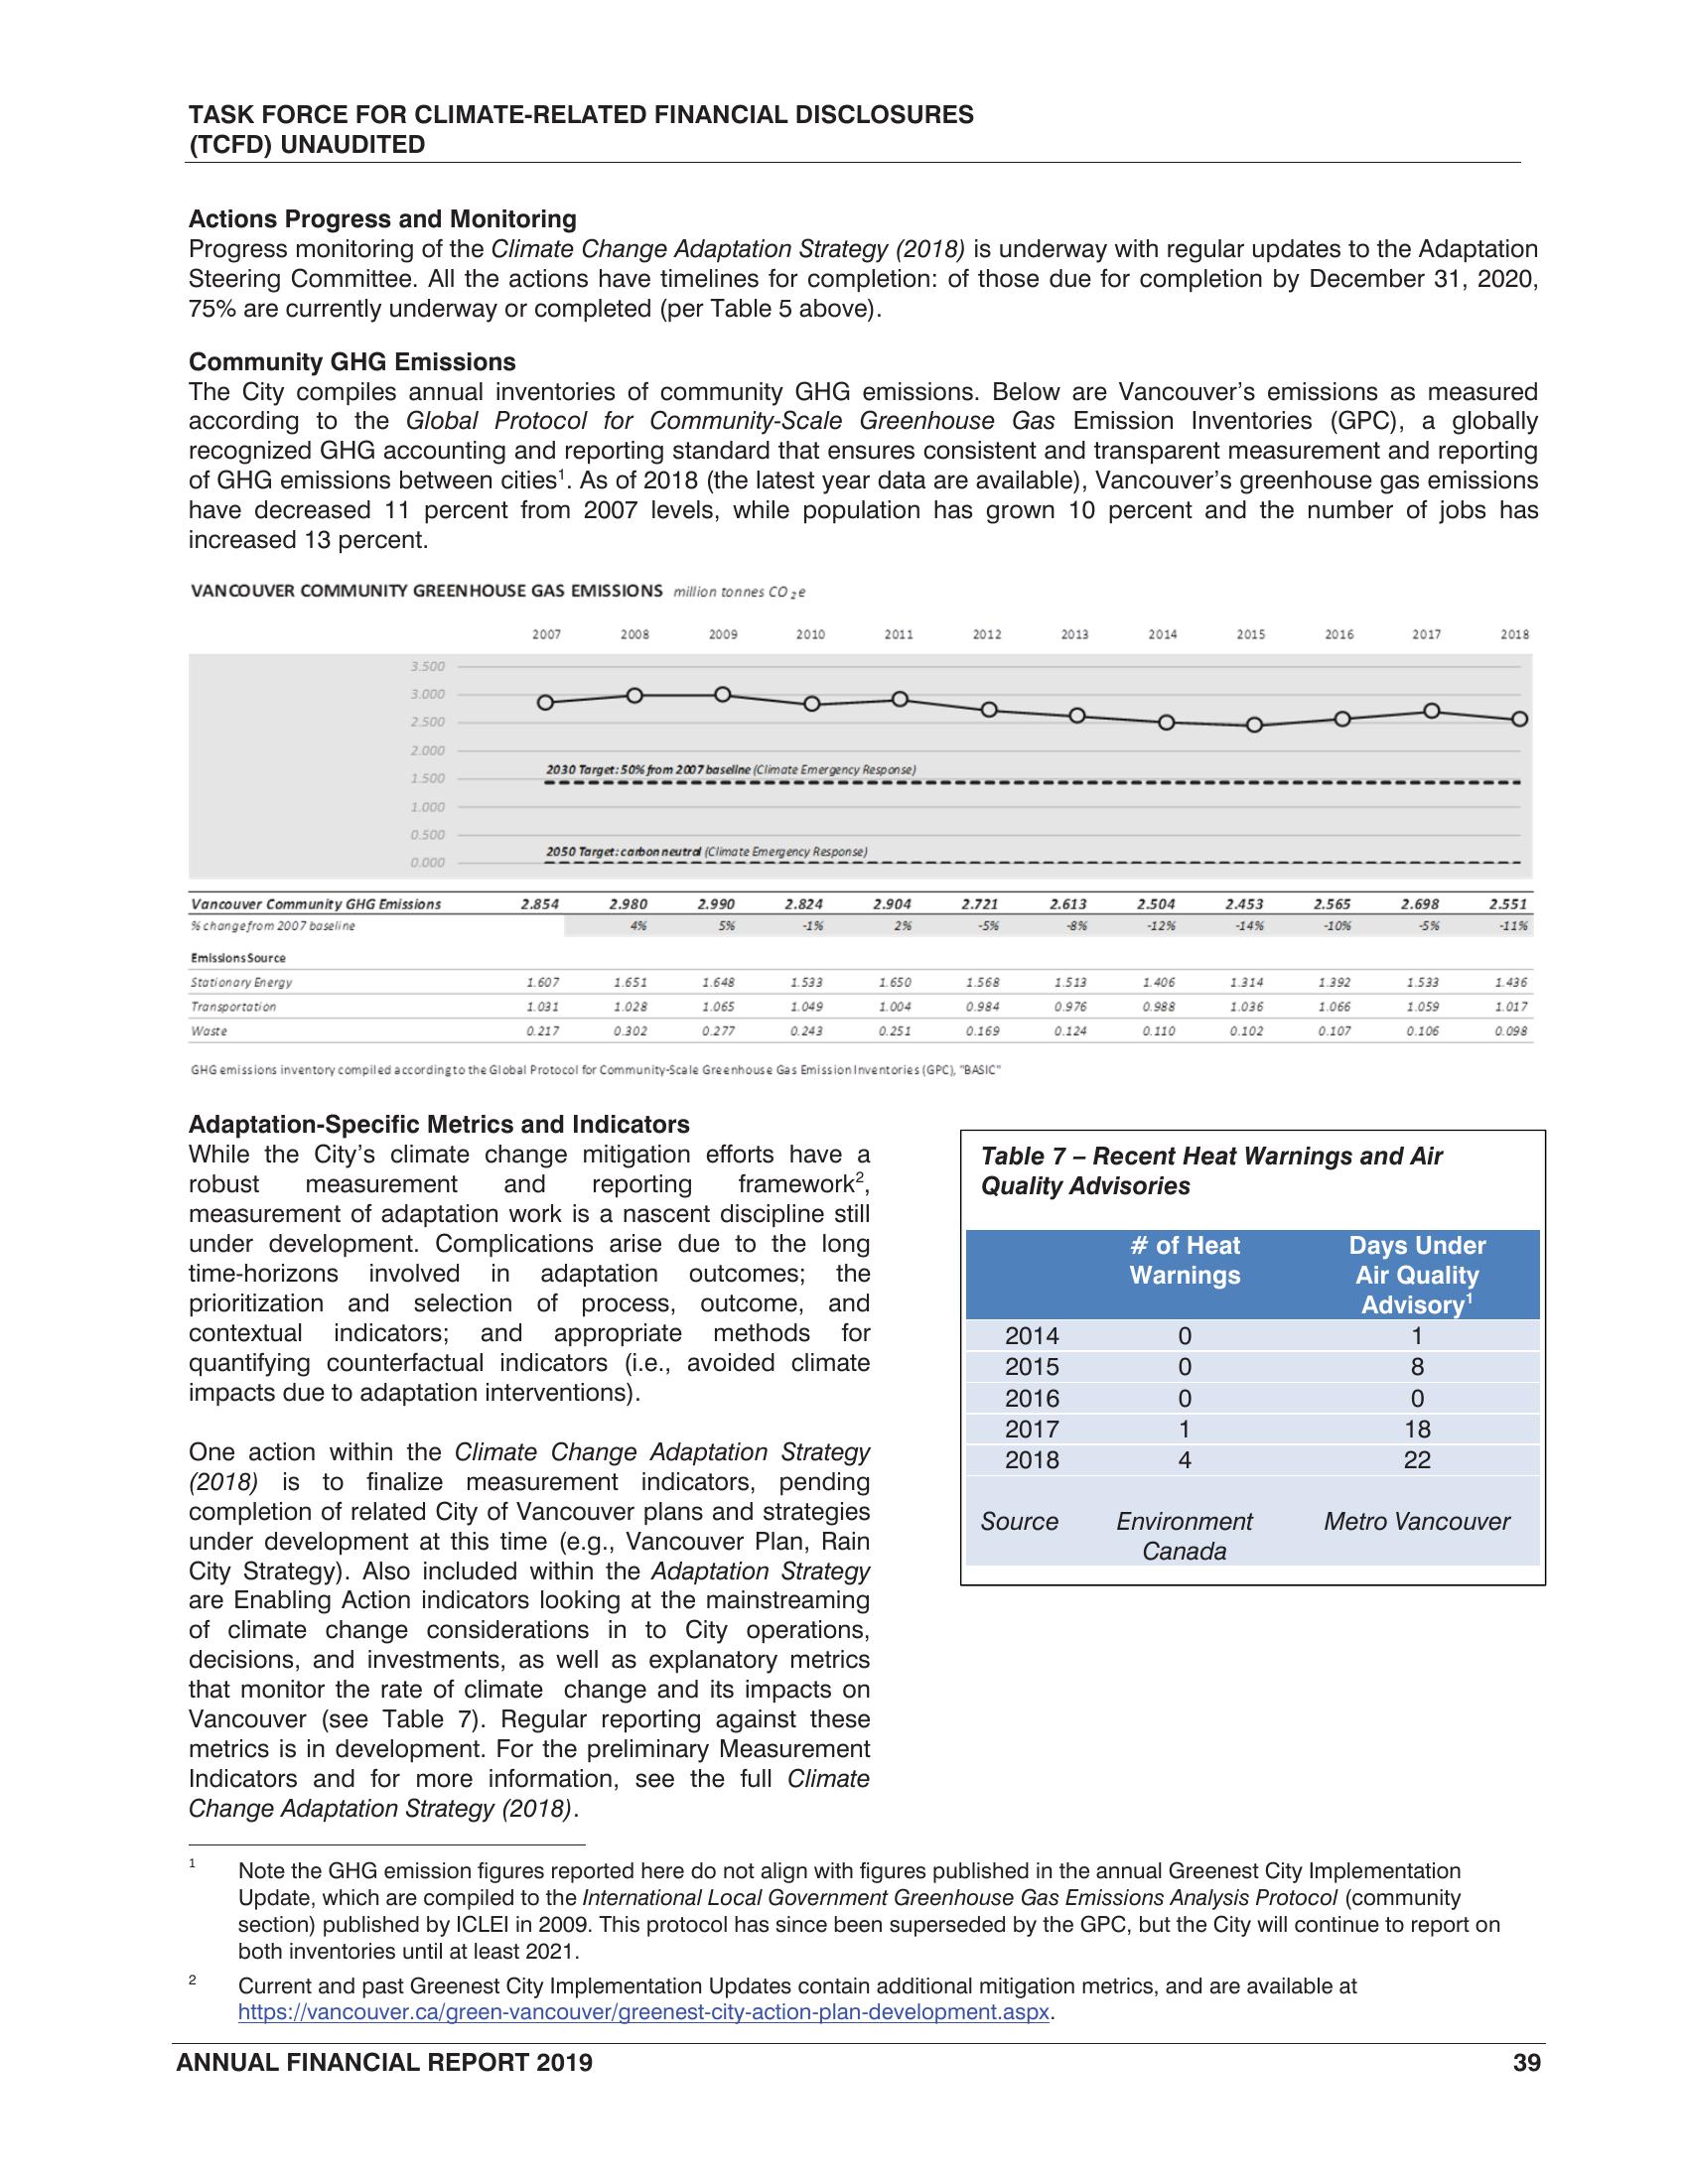 TASK FORCE FOR CLIMATE-RELATED FINANCIAL DISCLOSURES
(TCFD) UNAUDITED
Actions Progress and Monitoring
Progress monitoring of the Climate Change Adaptation Strategy (2018) is underway with regular updates to the Adaptation
Steering Committee. All the actions have timelines for completion: of those due for completion by December 31, 2020,
75% are currently underway or completed (per Table 5 above).
Community GHG Emissions
The City compiles annual inventories of community GHG emissions. Below are Vancouver's emissions as measured
according to the Global Protocol for Community-Scale Greenhouse Gas Emission Inventories (GPC), a globally
recognized GHG accounting and reporting standard that ensures consistent and transparent measurement and reporting
of GHG emissions between cities¹. As of 2018 (the latest year data are available), Vancouver's greenhouse gas emissions
have decreased 11 percent from 2007 levels, while population has grown 10 percent and the number of jobs has
increased 13 percent.
VANCOUVER COMMUNITY GREENHOUSE GAS EMISSIONS million tonnes CO₂e
2007 2008 2009 2010 2011 2012 2013 2014 2015 2016 2017 2018
3.500
3.000
2.500
2.000
2030 Target: 50% from 2007 baseline (Climate Emergency Response)
1.500
1.000
0.500
2050 Target: carbon neutral (Climate Emergency Response)
0.000
Vancouver Community GHG Emissions 2.854 2.980 2.990 2.824 2.904 2.721 2.613 2.504 2.453 2.565 2.698 2.551
% change from 2007 baseline 4% 5% -1% 2% -5% -8% -12% -14% -10% -5% -11%
Emissions Source
Stationary Energy 1.607 1.651 1.648 1.533 1.650 1.568 1.513 1.406 1.314 1.392 1.533 1.436
Transportation 1.031 1.028 1.065 1.049 1.004 0.984 0.976 0.988 1.036 1.066 1.059 1.017
Waste 0.217 0.302 0.277 0.243 0.251 0.169 0.124 0.110 0.102 0.107 0.106 0.098
GHG emissions inventory compiled according to the Global Protocol for Community-Scale Greenhouse Gas Emission Inventories (GPC), "BASIC"
Adaptation-Specific Metrics and Indicators
While the City's climate change mitigation efforts have a
robust measurement and reporting framework²,
measurement of adaptation work is a nascent discipline still
under development. Complications arise due to the long
time-horizons involved in adaptation outcomes; the
prioritization and selection of process, outcome, and
contextual indicators; and appropriate methods for
quantifying counterfactual indicators (i.e., avoided climate
impacts due to adaptation interventions).
One action within the Climate Change Adaptation Strategy
(2018) is to finalize measurement indicators, pending
completion of related City of Vancouver plans and strategies
under development at this time (e.g., Vancouver Plan, Rain
City Strategy). Also included within the Adaptation Strategy
are Enabling Action indicators looking at the mainstreaming
of climate change considerations in to City operations,
decisions, and investments, as well as explanatory metrics
that monitor the rate of climate change and its impacts on
Vancouver (see Table 7). Regular reporting against these
metrics is in development. For the preliminary Measurement
Indicators and for more information, see the full Climate
Change Adaptation Strategy (2018).
Table 7 – Recent Heat Warnings and Air
Quality Advisories
# of Heat Days Under
Warnings Air Quality
Advisory¹
2014 0 1
2015 0 8
2016 0 0
2017 1 18
2018 4 22
Source Environment Metro Vancouver
Canada
1 Note the GHG emission figures reported here do not align with figures published in the annual Greenest City Implementation
Update, which are compiled to the International Local Government Greenhouse Gas Emissions Analysis Protocol (community
section) published by ICLEI in 2009. This protocol has since been superseded by the GPC, but the City will continue to report on
both inventories until at least 2021.
2 Current and past Greenest City Implementation Updates contain additional mitigation metrics, and are available at
https://vancouver.ca/green-vancouver/greenest-city-action-plan-development.aspx.
ANNUAL FINANCIAL REPORT 2019 39